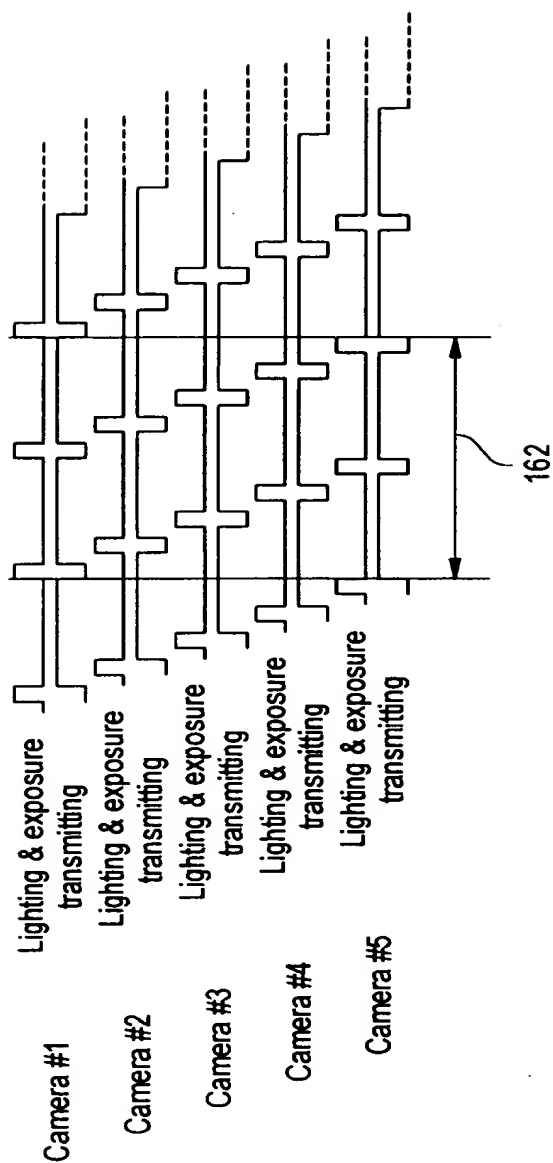 Camera #1
Lighting & exposure
transmitting
Camera #2
Lighting & exposure
transmitting
Camera #3
Lighting & exposure
transmitting
Camera #4
Lighting & exposure
transmitting
Camera #5
Lighting & exposure
transmitting
162